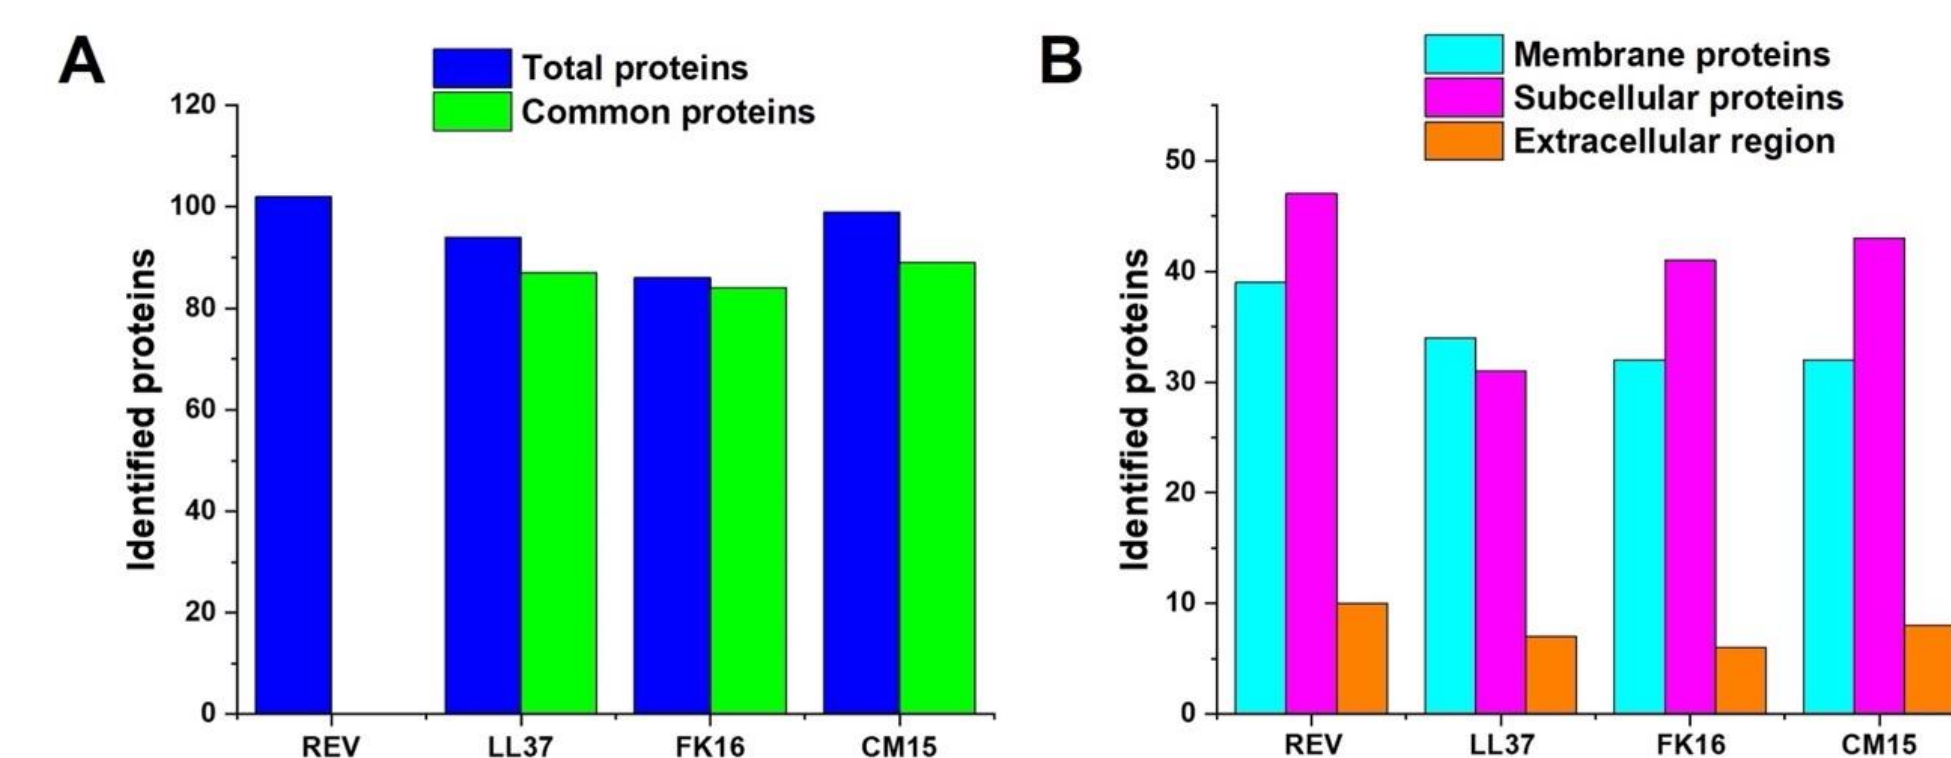 A
Total proteins
Common proteins
120
100
80
60
40
20
0
Identified proteins
REV LL37 FK16 CM15
B
Membrane proteins
Subcellular proteins
Extracellular region
50
40
30
20
10
0
Identified proteins
REV LL37 FK16 CM15